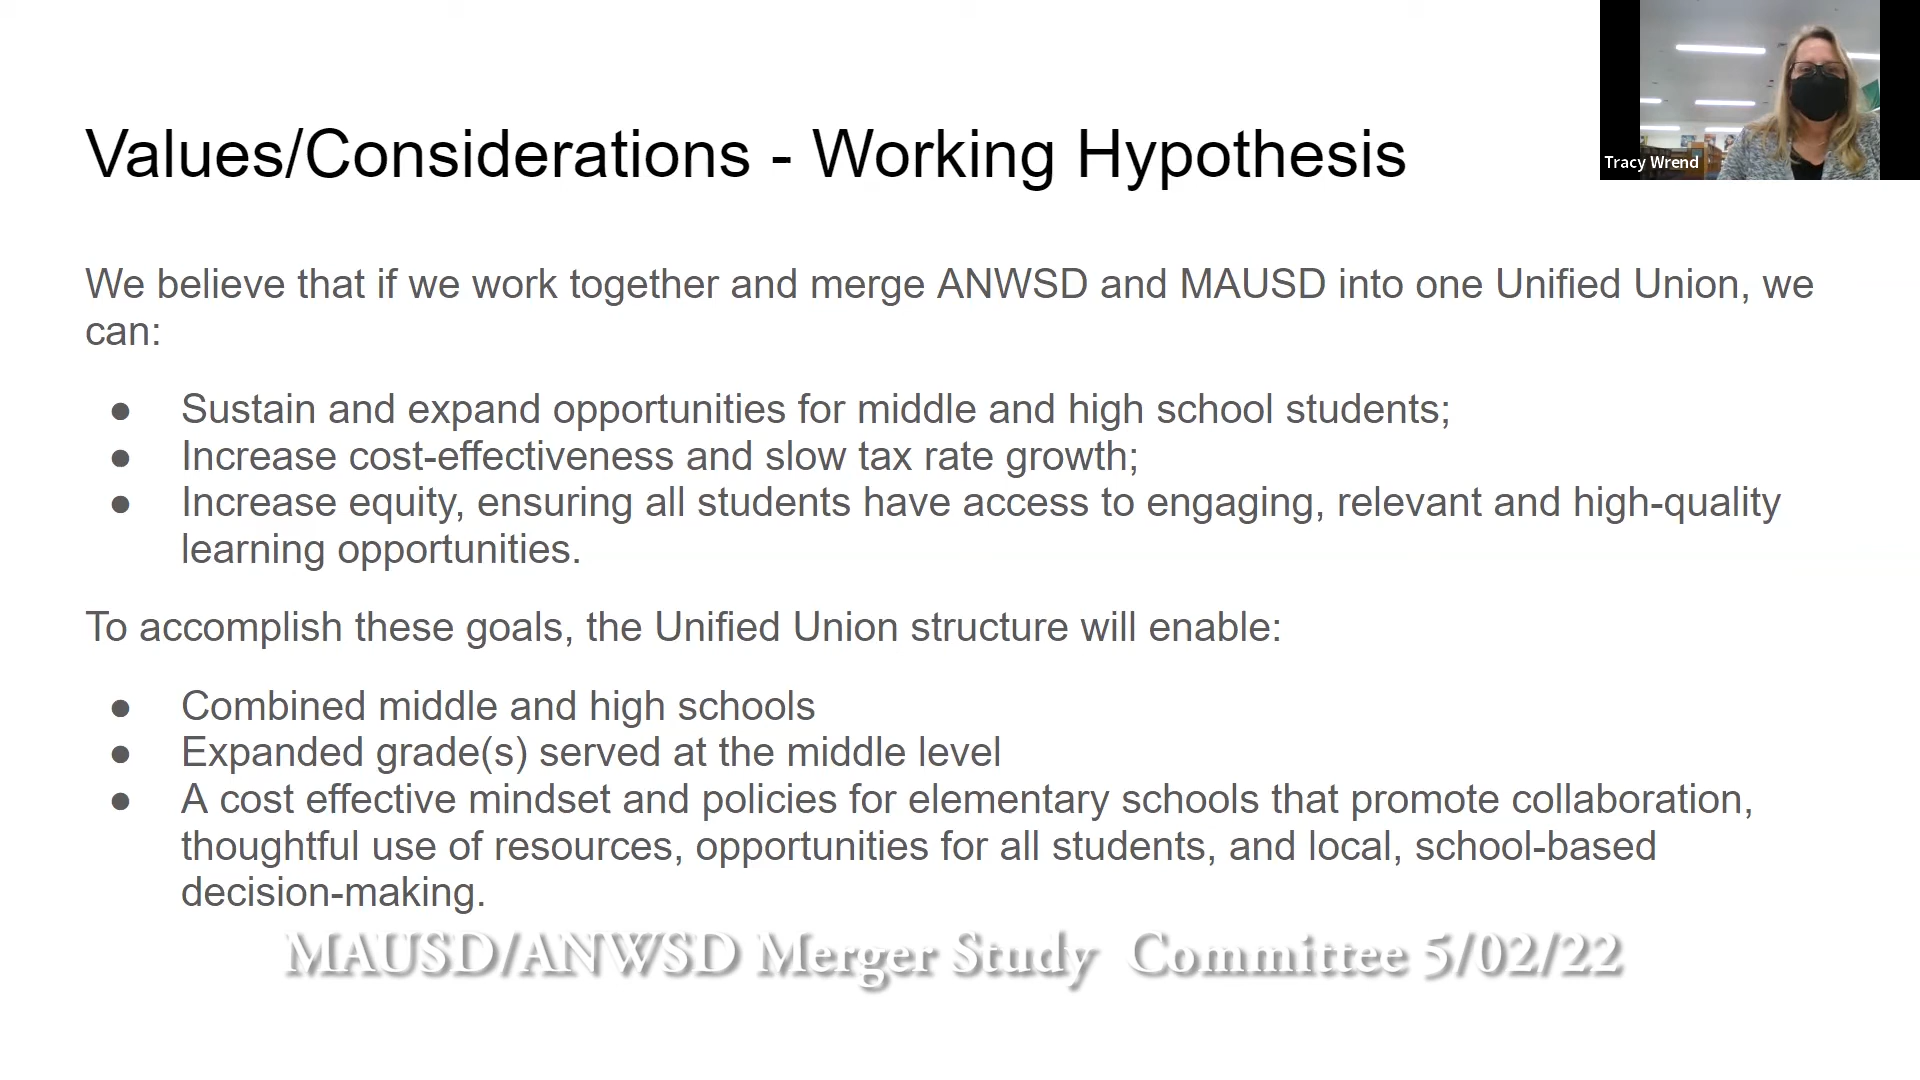 Tracy Wrend
Values/Considerations - Working Hypothesis
We believe that if we work together and merge ANWSD and MAUSD into one Unified Union, we
can:
● Sustain and expand opportunities for middle and high school students;
● Increase cost-effectiveness and slow tax rate growth;
● Increase equity, ensuring all students have access to engaging, relevant and high-quality
learning opportunities.
To accomplish these goals, the Unified Union structure will enable:
● Combined middle and high schools
● Expanded grade(s) served at the middle level
● A cost effective mindset and policies for elementary schools that promote collaboration,
thoughtful use of resources, opportunities for all students, and local, school-based
decision-making.
MAUSD/ANWSD Merger Study Committee 5/02/22